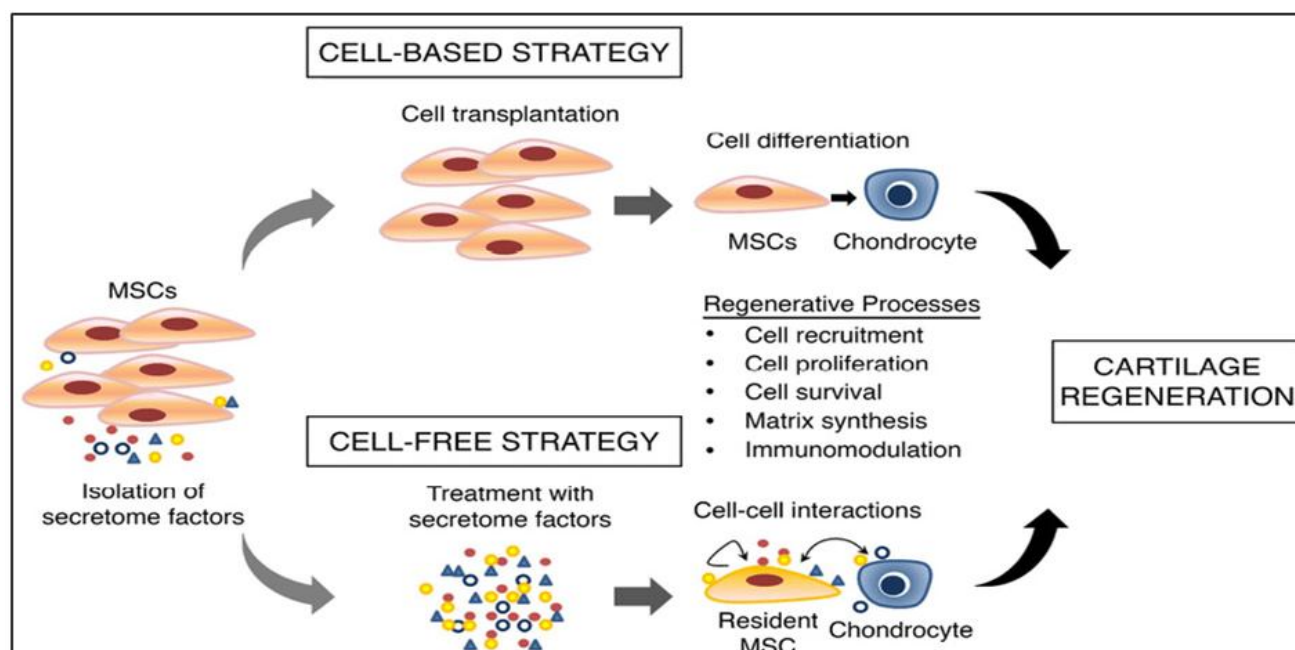 CELL-BASED STRATEGY
Cell transplantation
Cell differentiation
MSCs
Chondrocyte
MSCs
Regenerative Processes
• Cell recruitment
• Cell proliferation
• Cell survival
• Matrix synthesis
• Immunomodulation
CARTILAGE
REGENERATION
CELL-FREE STRATEGY
Isolation of
secretome factors
Treatment with
secretome factors
Cell-cell interactions
Resident
MSC
Chondrocyte